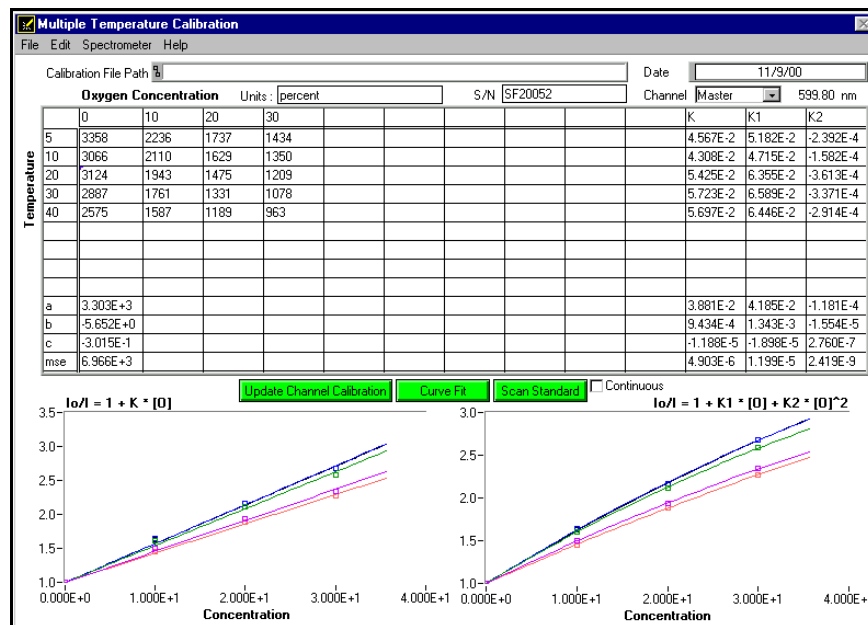 Multiple Temperature Calibration
File Edit Spectrometer Help
Calibration File Path Date 11/9/00
Oxygen Concentration Units : percent S/N SF20052 Channel Master 599.80 nm
0 10 20 30 K K1 K2
Temperature
5 3358 2236 1737 1434 4.567E-2 5.182E-2 -2.392E-4
10 3066 2110 1629 1350 4.308E-2 4.715E-2 -1.582E-4
20 3124 1943 1475 1209 5.425E-2 6.355E-2 -3.613E-4
30 2887 1761 1331 1078 5.723E-2 6.589E-2 -3.371E-4
40 2575 1587 1189 963 5.697E-2 6.446E-2 -2.914E-4
a 3.303E+3 3.881E-2 4.185E-2 -1.181E-4
b -5.652E+0 9.434E-4 1.343E-3 -1.554E-5
c -3.015E-1 -1.188E-5 -1.898E-5 2.760E-7
mse 6.966E+3 4.903E-6 1.199E-5 2.419E-9
Update Channel Calibration Curve Fit Scan Standard Continuous
Io/I = 1 + K * [O]
3.5
3.0
2.5
2.0
1.5
1.0
0.000E+0 1.000E+1 2.000E+1 3.000E+1 4.000E+1
Concentration
Io/I = 1 + K1 * [O] + K2 * [O]^2
3.0
2.5
2.0
1.5
1.0
0.000E+0 1.000E+1 2.000E+1 3.000E+1
Concentration